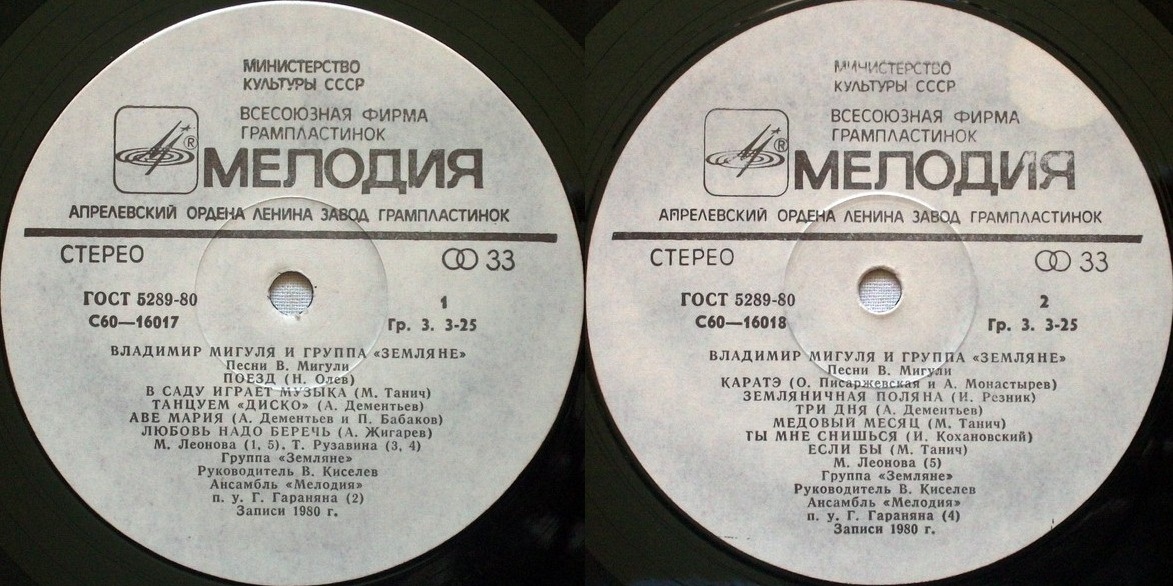 МИНИСТЕРСТВО
КУЛЬТУРЫ СССР
ВСЕСОЮЗНАЯ ФИРМА
ГРАМПЛАСТИНОК
®
МЕЛОДИЯ
АПРЕЛЕВСКИЙ ОРДЕНА ЛЕНИНА ЗАВОД ГРАМПЛАСТИНОК
СТЕРЕО 33
ГОСТ 5289-80 1
С60—16017 Гр. 3. 3-25
ВЛАДИМИР МИГУЛЯ И ГРУППА «ЗЕМЛЯНЕ»
Песни В. Мигули
ПОЕЗД (Н. Олев)
В САДУ ИГРАЕТ МУЗЫКА (М. Танич)
ТАНЦУЕМ «ДИСКО» (А. Дементьев)
АВЕ МАРИЯ (А. Дементьев и П. Бабаков)
ЛЮБОВЬ НАДО БЕРЕЧЬ (А. Жигарев)
М. Леонова (1, 5), Т. Рузавина (3, 4)
Группа «Земляне»
Руководитель В. Киселев
Ансамбль «Мелодия»
п. у. Г. Гараняна (2)
Записи 1980 г.
МИНИСТЕРСТВО
КУЛЬТУРЫ СССР
ВСЕСОЮЗНАЯ ФИРМА
ГРАМПЛАСТИНОК
®
МЕЛОДИЯ
АПРЕЛЕВСКИЙ ОРДЕНА ЛЕНИНА ЗАВОД ГРАМПЛАСТИНОК
СТЕРЕО 33
ГОСТ 5289-80 2
С60—16018 Гр. 3. 3-25
ВЛАДИМИР МИГУЛЯ И ГРУППА «ЗЕМЛЯНЕ»
Песни В. Мигули
КАРАТЭ (О. Писаржевская и А. Монастырев)
ЗЕМЛЯНИЧНАЯ ПОЛЯНА (И. Резник)
ТРИ ДНЯ (А. Дементьев)
МЕДОВЫЙ МЕСЯЦ (М. Танич)
ТЫ МНЕ СНИШЬСЯ (И. Кохановский)
ЕСЛИ БЫ (М. Танич)
М. Леонова (5)
Группа «Земляне»
Руководитель В. Киселев
Ансамбль «Мелодия»
п. у. Г. Гараняна (4)
Записи 1980 г.